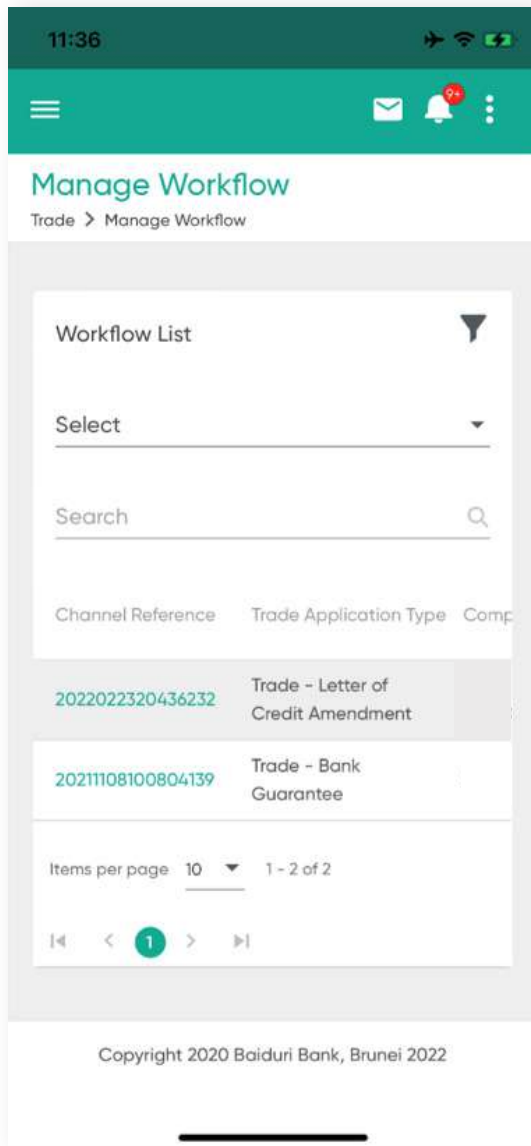 11:36
9+
Manage Workflow
Trade > Manage Workflow
Workflow List
Select
Search
Channel Reference Trade Application Type Comp
2022022320436232 Trade - Letter of
Credit Amendment
20211108100804139 Trade - Bank
Guarantee
Items per page 10 1 - 2 of 2
1
Copyright 2020 Baiduri Bank, Brunei 2022